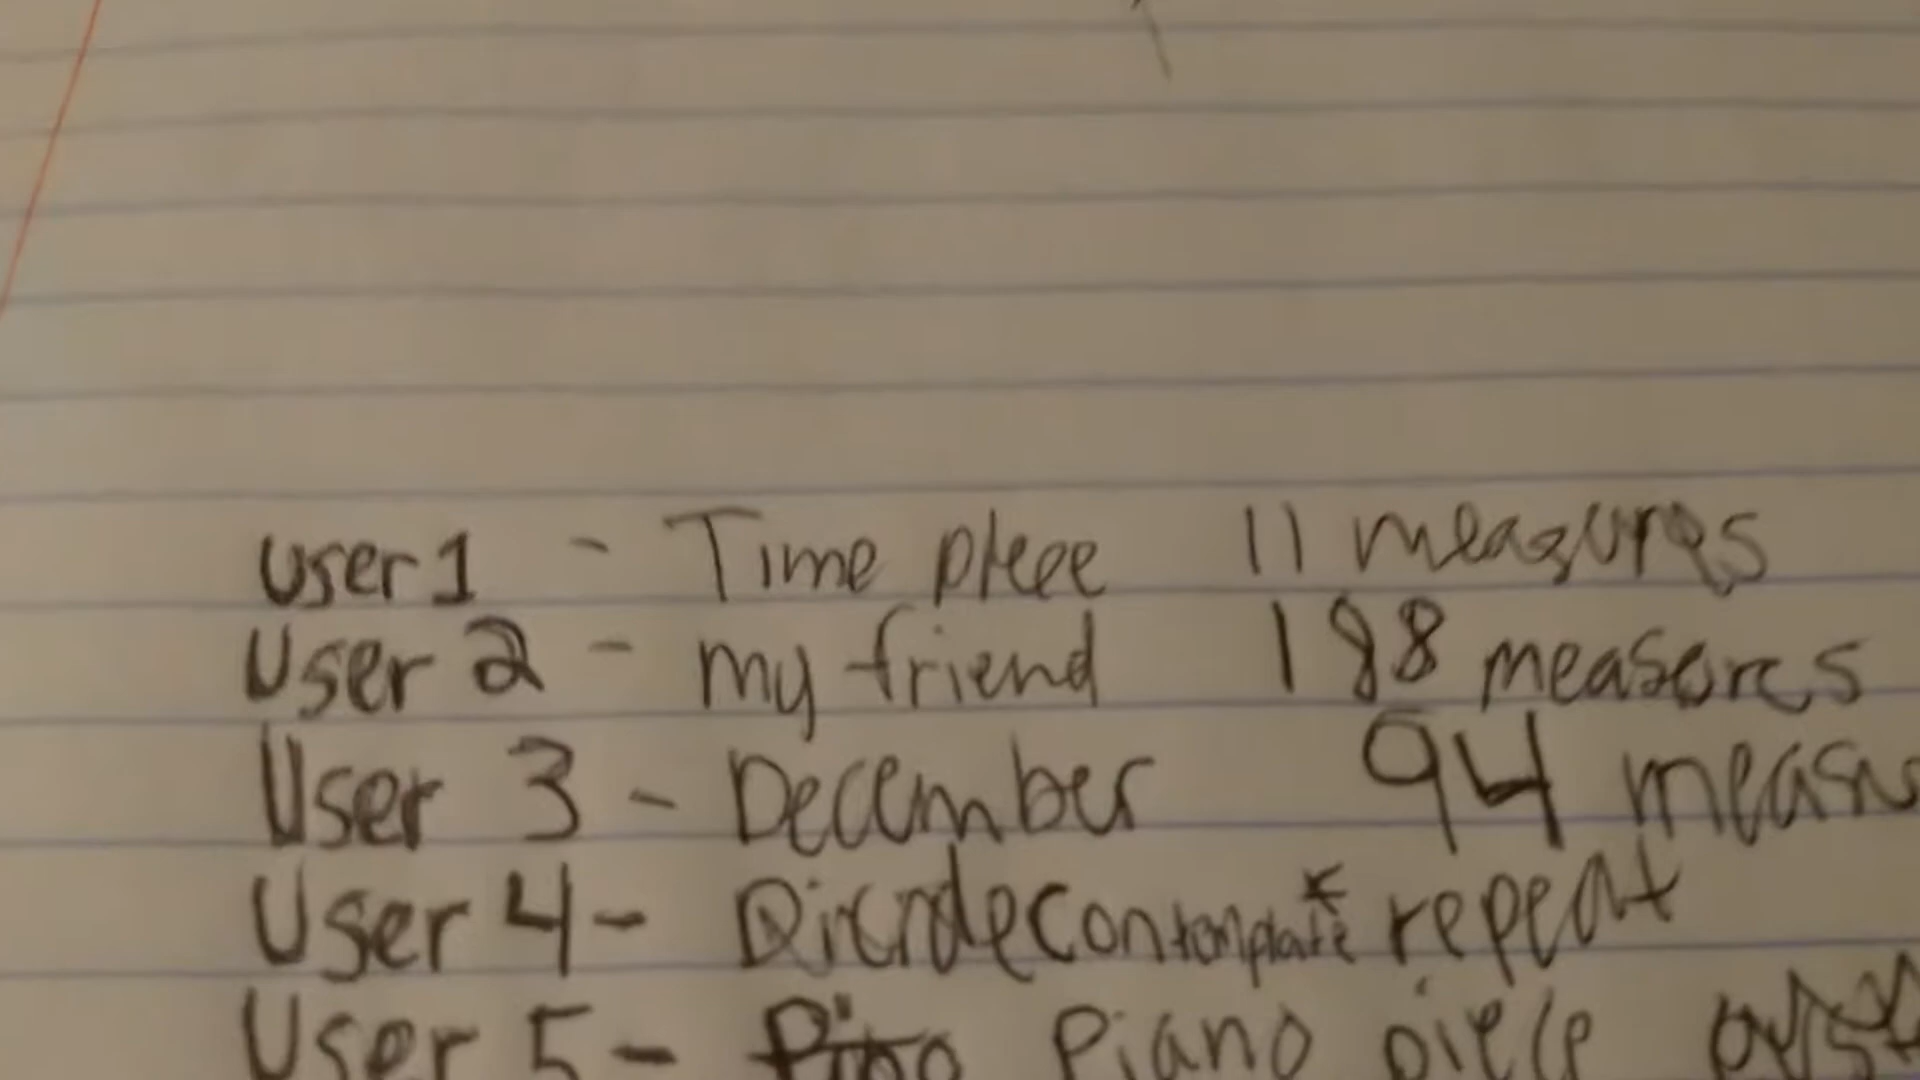 User 1 - Time piece 11 measures
User 2 - my friend 188 measures
User 3 - December 94 measu
User 4 - repeat
User 5 - Piano piece